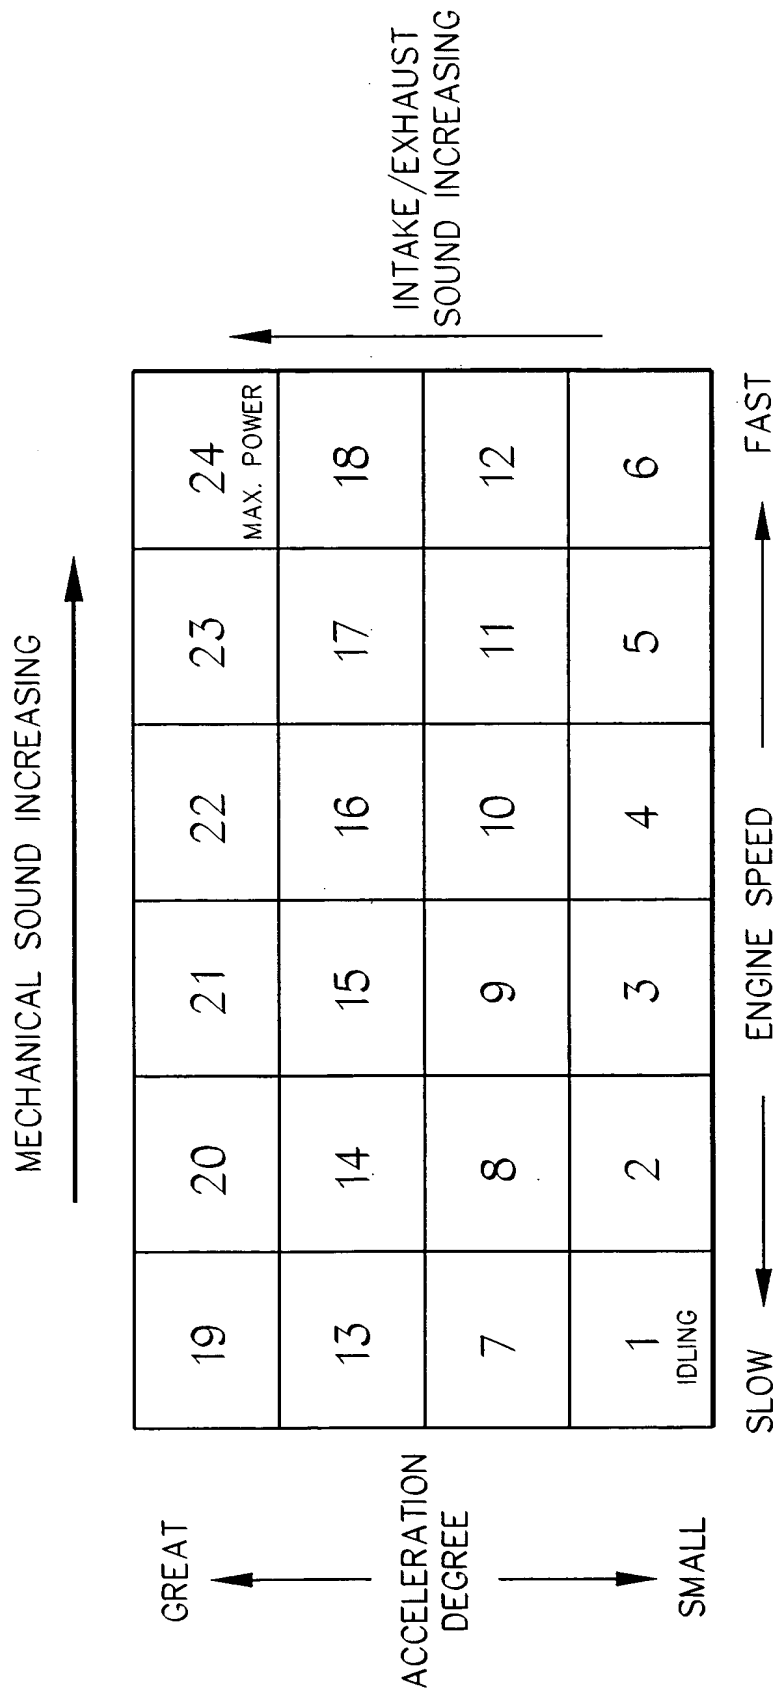 MECHANICAL SOUND INCREASING
GREAT
ACCELERATION
DEGREE
SMALL
19 20 21 22 23 24
MAX. POWER
13 14 15 16 17 18
7 8 9 10 11 12
1 2 3 4 5 6
IDLING
INTAKE/EXHAUST
SOUND INCREASING
SLOW ENGINE SPEED FAST